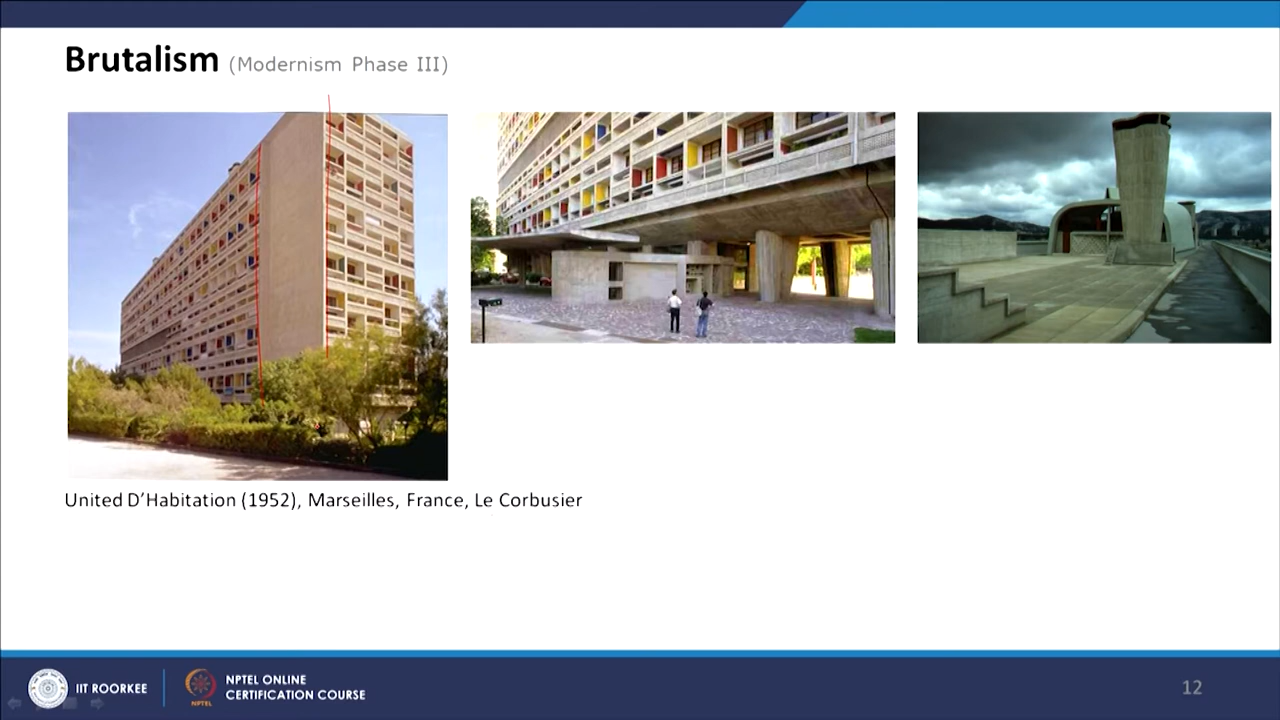 Brutalism (Modernism Phase III)
United D’Habitation (1952), Marseilles, France, Le Corbusier
IIT ROORKEE
NPTEL ONLINE
CERTIFICATION COURSE
NPTEL
12